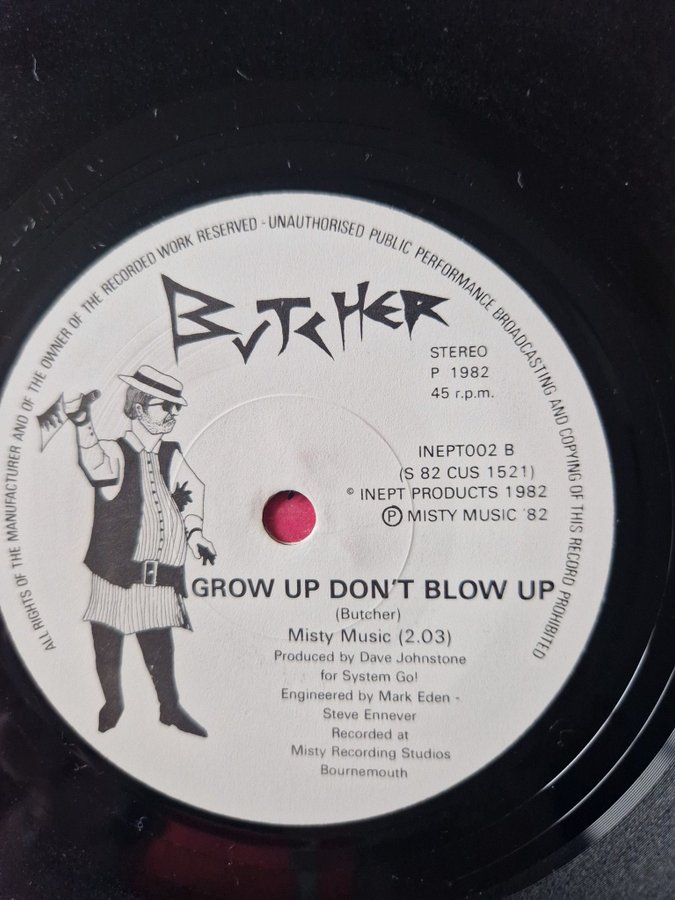 ALL RIGHTS OF THE MANUFACTURER AND OF THE OWNER OF THE RECORDED WORK RESERVED - UNAUTHORISED PUBLIC PERFORMANCE BROADCASTING AND COPYING OF THIS RECORD PROHIBITED
BUTCHER
STEREO
P 1982
45 r.p.m.
INEPT002 B
(S 82 CUS 1521)
© INEPT PRODUCTS 1982
Ⓟ MISTY MUSIC '82
GROW UP DON'T BLOW UP
(Butcher)
Misty Music (2.03)
Produced by Dave Johnstone
for System Go!
Engineered by Mark Eden -
Steve Ennever
Recorded at
Misty Recording Studios
Bournemouth